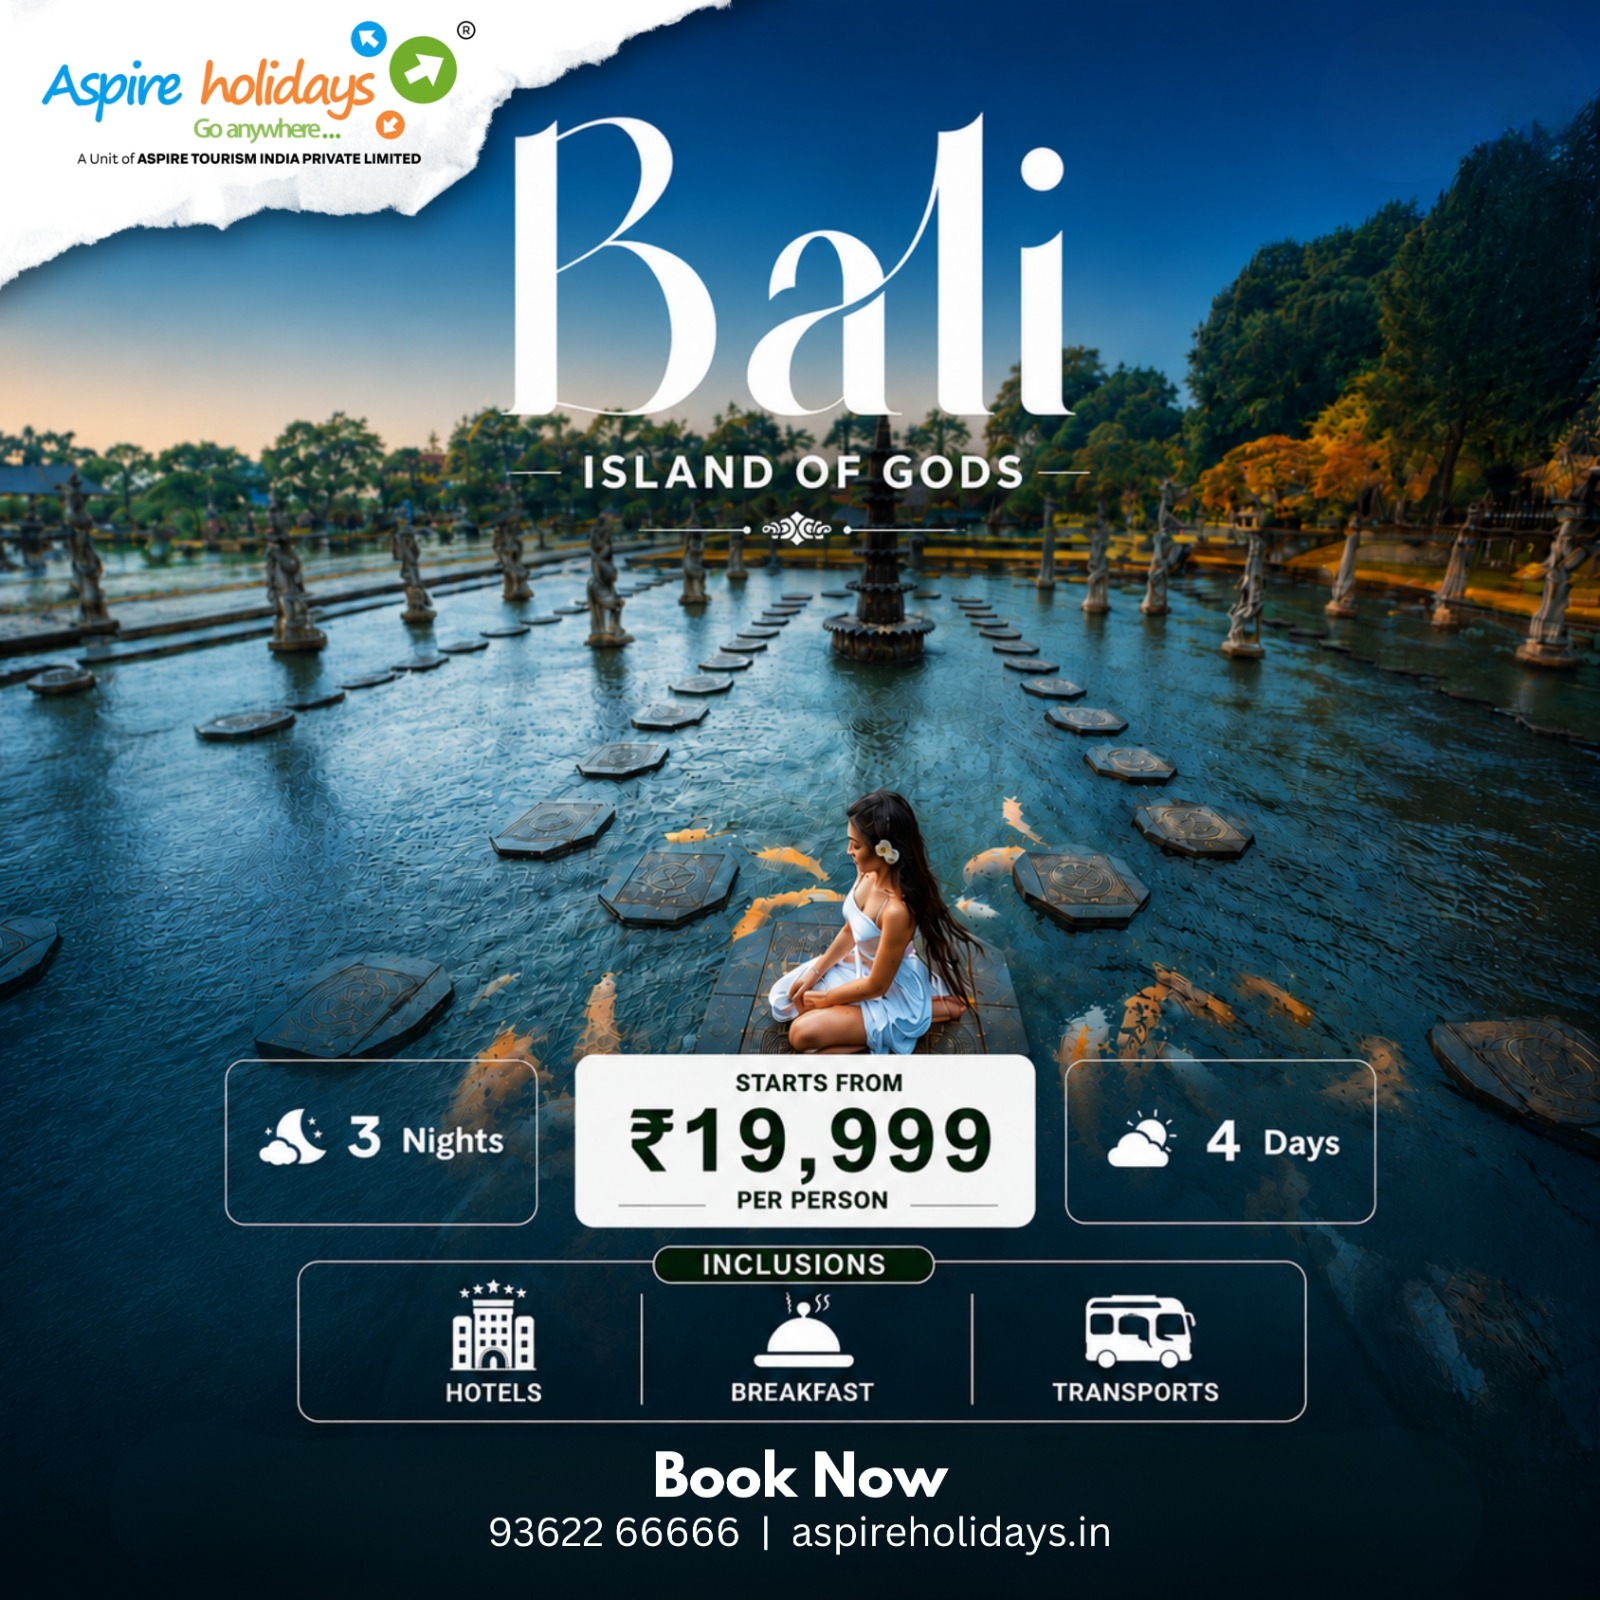 Aspire holidays ®
Go anywhere...
A Unit of ASPIRE TOURISM INDIA PRIVATE LIMITED
Bali
ISLAND OF GODS
3 Nights
STARTS FROM
₹19,999
PER PERSON
4 Days
INCLUSIONS
HOTELS
BREAKFAST
TRANSPORTS
Book Now
93622 66666 | aspireholidays.in